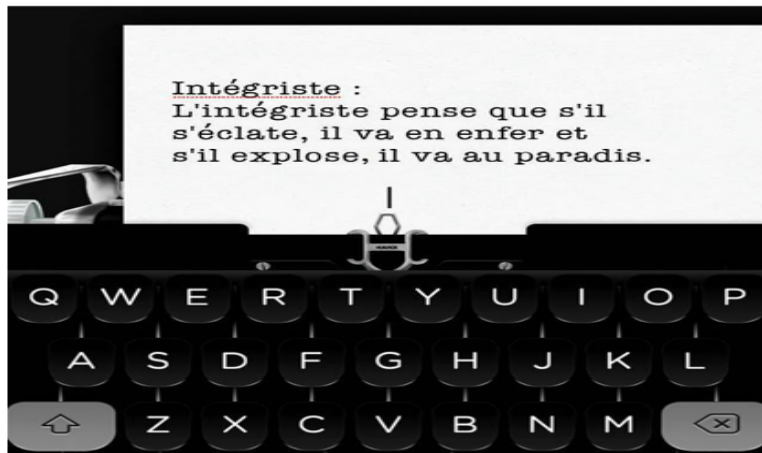 Intégriste :
L'intégriste pense que s'il
s'éclate, il va en enfer et
s'il explose, il va au paradis.
Q W E R T Y U I O P
A S D F G H J K L
Z X C V B N M